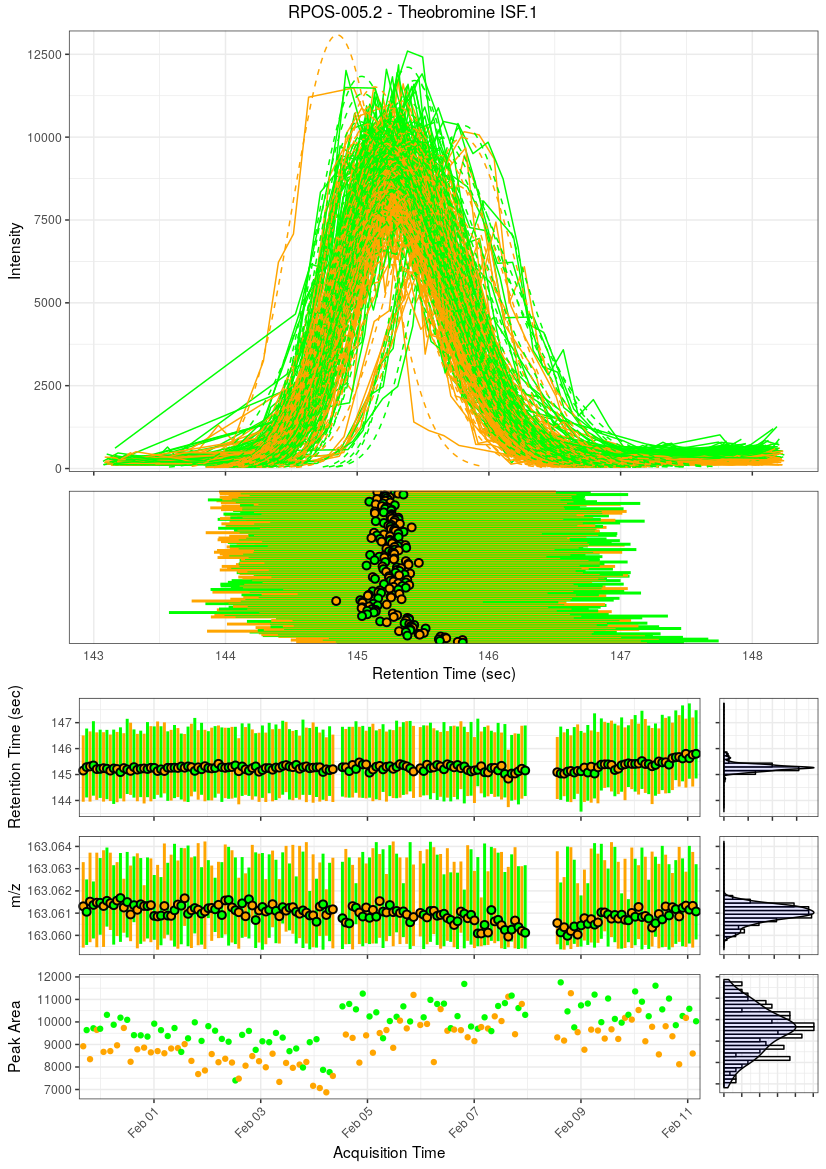 RPOS-005.2 - Theobromine ISF.1
12500
10000
7500
5000
2500
0
Intensity
143
144
145
146
147
148
Retention Time (sec)
147
146
145
144
Retention Time (sec)
163.064
163.063
163.062
163.061
163.060
m/z
12000
11000
10000
9000
8000
7000
Peak Area
Feb 01
Feb 03
Feb 05
Feb 07
Feb 09
Feb 11
Acquisition Time